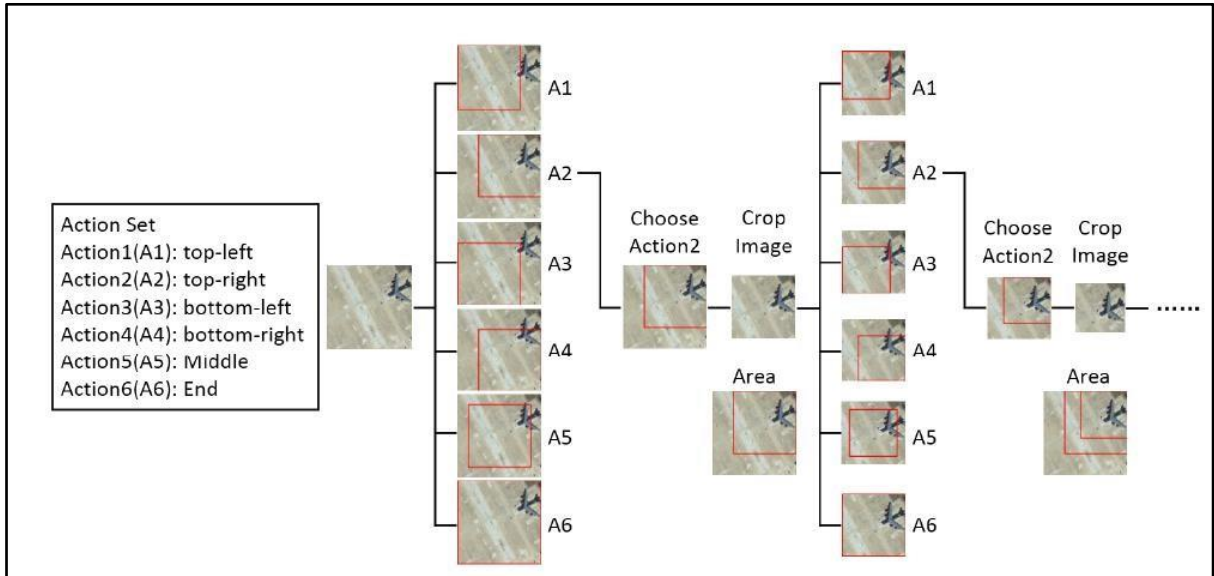 Action Set
Action1(A1): top-left
Action2(A2): top-right
Action3(A3): bottom-left
Action4(A4): bottom-right
Action5(A5): Middle
Action6(A6): End
A1
A2
A3
A4
A5
A6
Choose
Action2
Crop
Image
Area
A1
A2
A3
A4
A5
A6
Choose
Action2
Crop
Image
Area
......